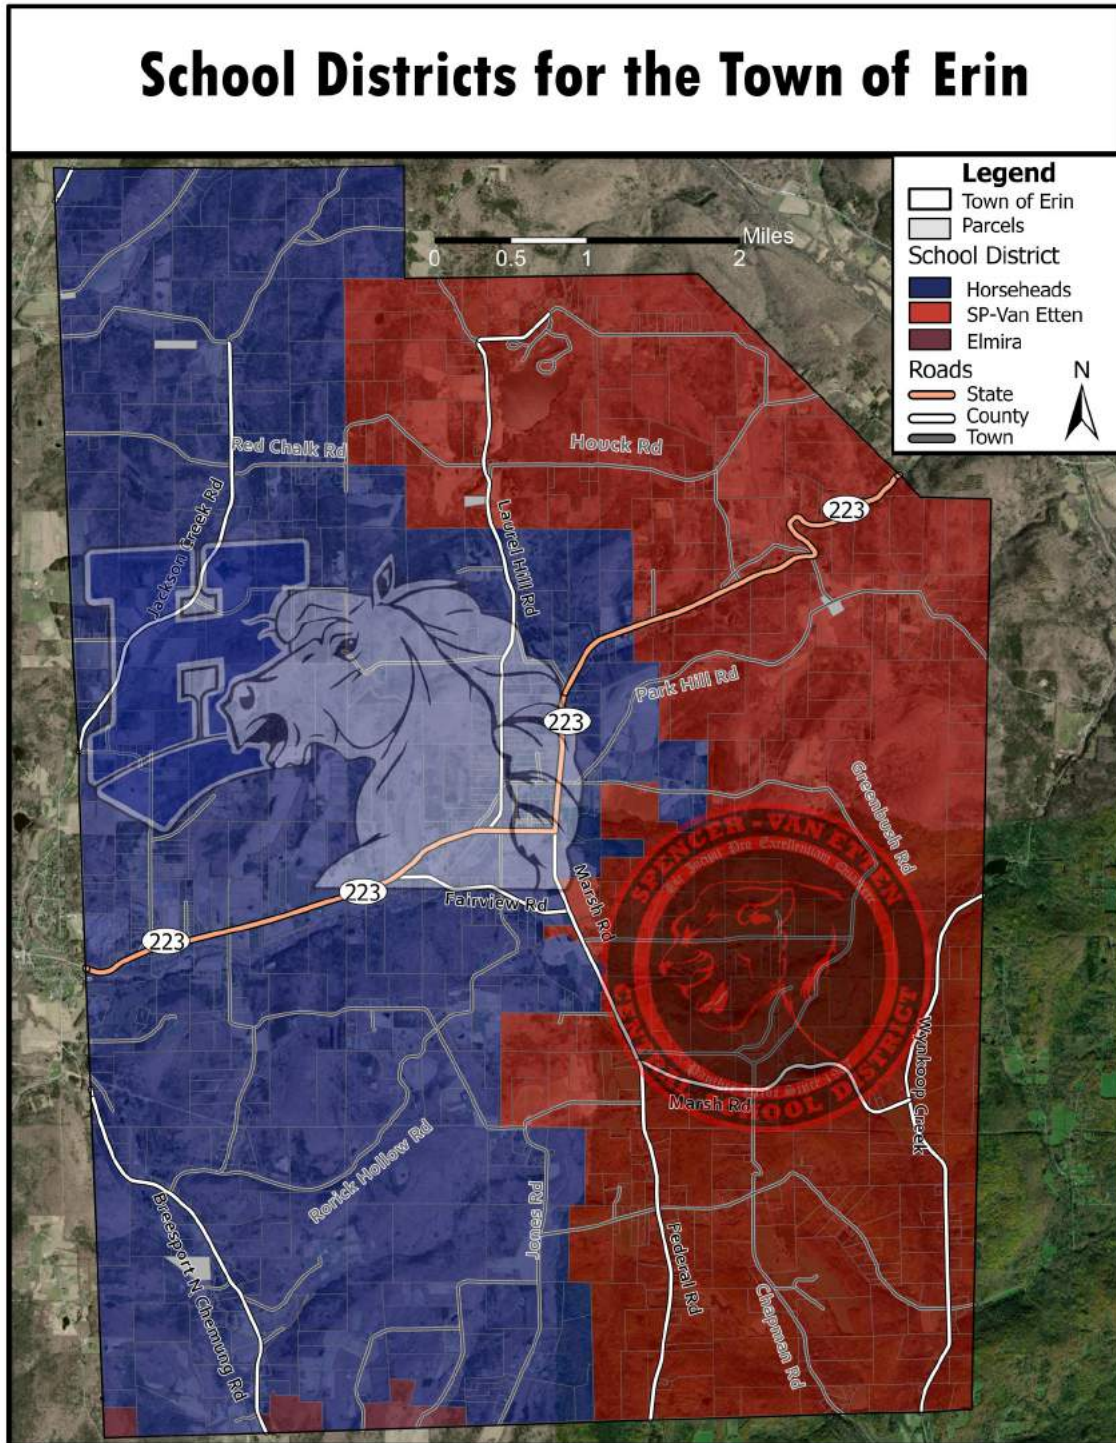 School Districts for the Town of Erin
Legend
Town of Erin
Parcels
School District
Horseheads
SP-Van Etten
Elmira
Roads
State
County
Town
N
Miles
0 0.5 1 2
Red Chalk Rd
Houck Rd
Jackson Creek Rd
Laurel Hill Rd
223
H
Park Hill Rd
223
Greenbush Rd
SPENCER - VAN ETTEN
Marsh Rd
223
Fairview Rd
223
Wynkoop Creek
Marsh Rd
Rorick Hollow Rd
Jones Rd
Breesport N Chemung Rd
Federal Rd
Chapman Rd